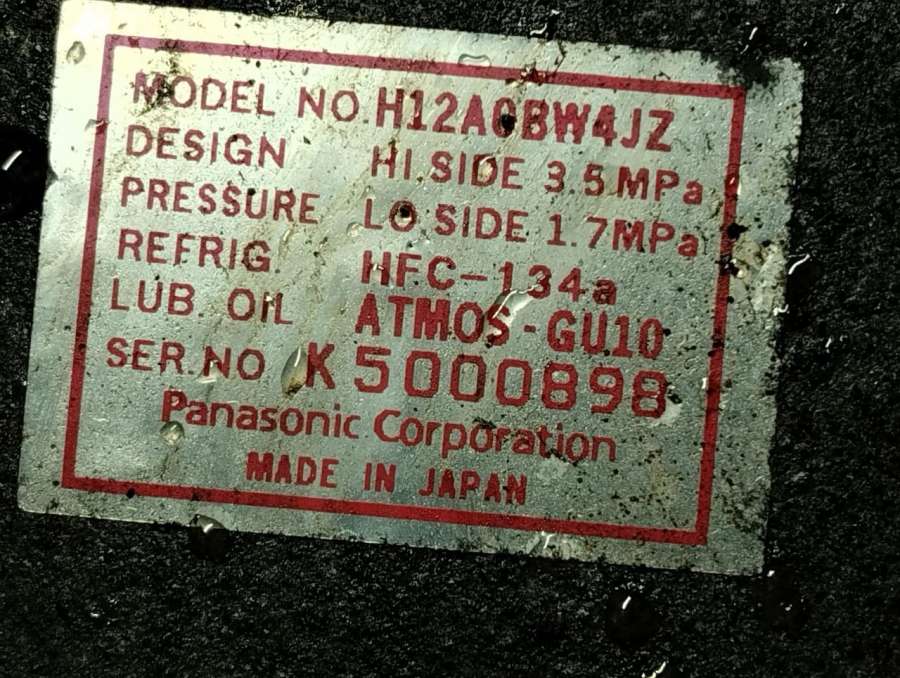 MODEL NO. H12A0BW4JZ
DESIGN HI.SIDE 3.5MPa
PRESSURE LO SIDE 1.7MPa
REFRIG. HFC-134a
LUB. OIL ATMOS-GU10
SER.NO K5000898
Panasonic Corporation
MADE IN JAPAN